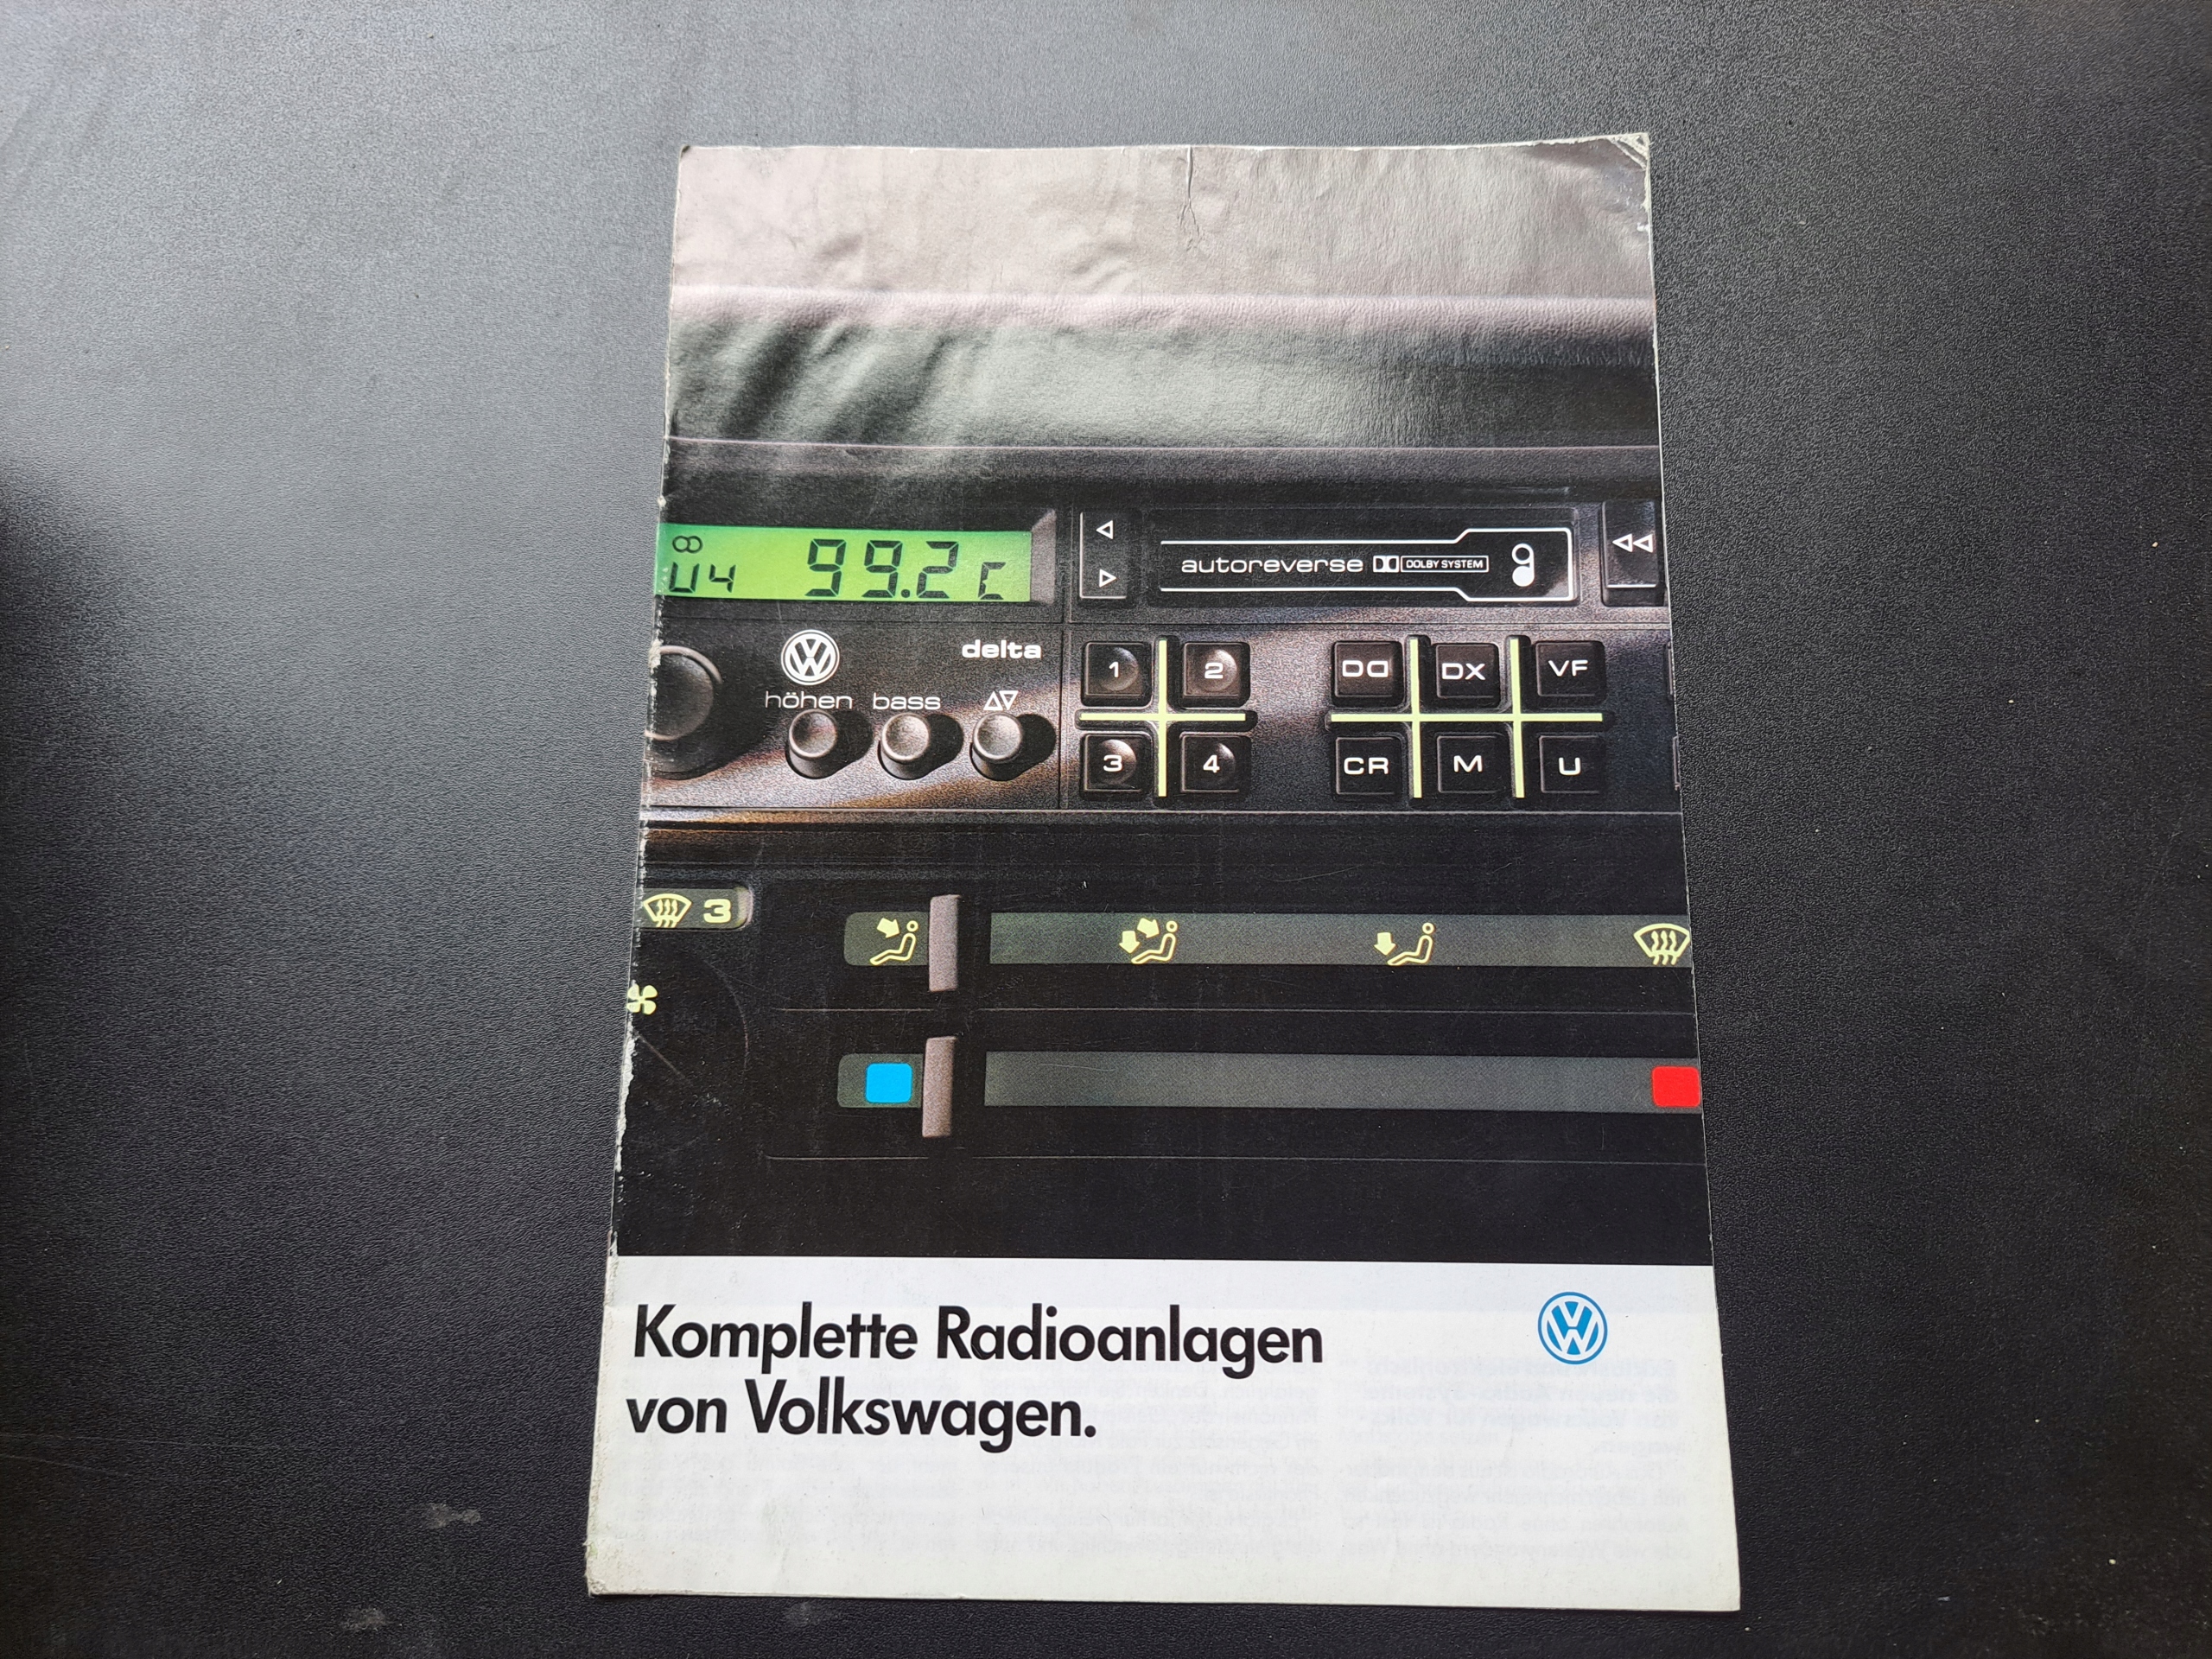 U4 99.2 C
autoreverse DOLBY SYSTEM
delta
höhen bass
1 2
DX VF
3 4
CR M U
3
Komplette Radioanlagen
von Volkswagen.